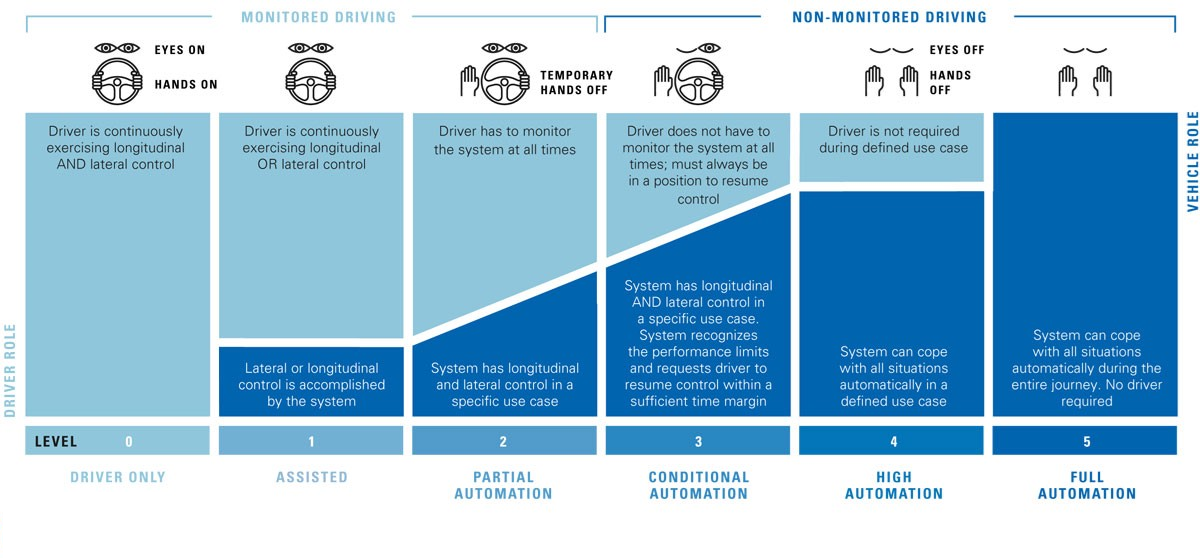 MONITORED DRIVING
NON-MONITORED DRIVING
EYES ON
HANDS ON
TEMPORARY
HANDS OFF
EYES OFF
HANDS
OFF
Driver is continuously
exercising longitudinal
AND lateral control
Driver is continuously
exercising longitudinal
OR lateral control
Driver has to monitor
the system at all times
Driver does not have to
monitor the system at all
times; must always be
in a position to resume
control
Driver is not required
during defined use case
VEHICLE ROLE
DRIVER ROLE
Lateral or longitudinal
control is accomplished
by the system
System has longitudinal
and lateral control in a
specific use case
System has longitudinal
AND lateral control in
a specific use case.
System recognizes
the performance limits
and requests driver to
resume control within a
sufficient time margin
System can cope
with all situations
automatically in a
defined use case
System can cope
with all situations
automatically during the
entire journey. No driver
required
LEVEL 0 1 2 3 4 5
DRIVER ONLY
ASSISTED
PARTIAL
AUTOMATION
CONDITIONAL
AUTOMATION
HIGH
AUTOMATION
FULL
AUTOMATION